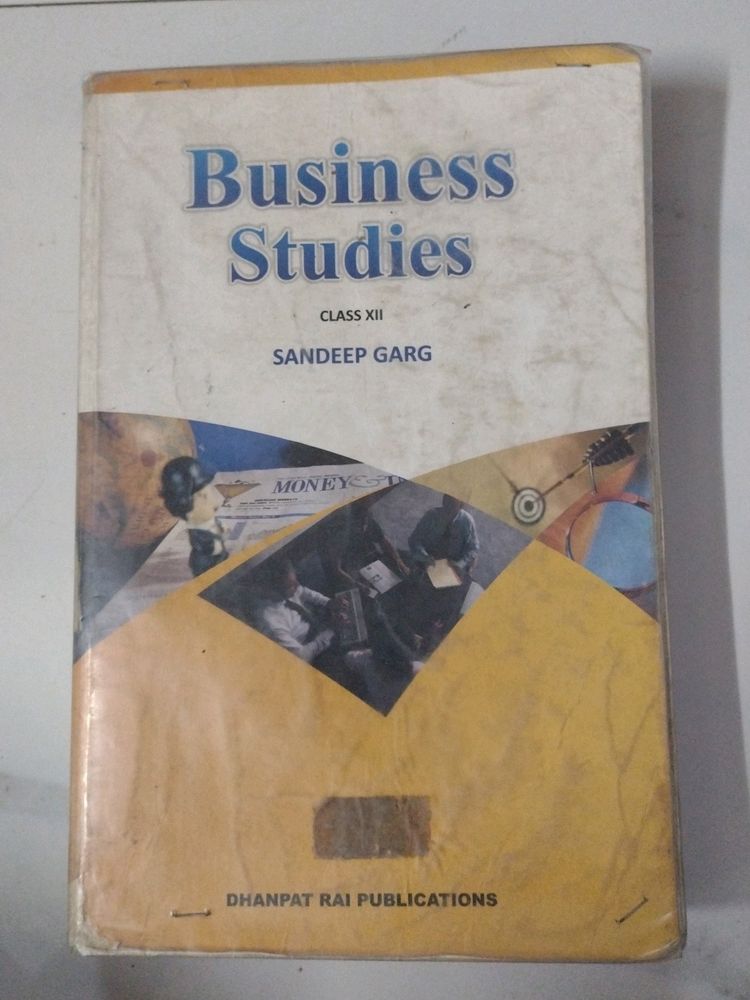 Business
Studies
CLASS XII
SANDEEP GARG
MONEY &
DHANPAT RAI PUBLICATIONS